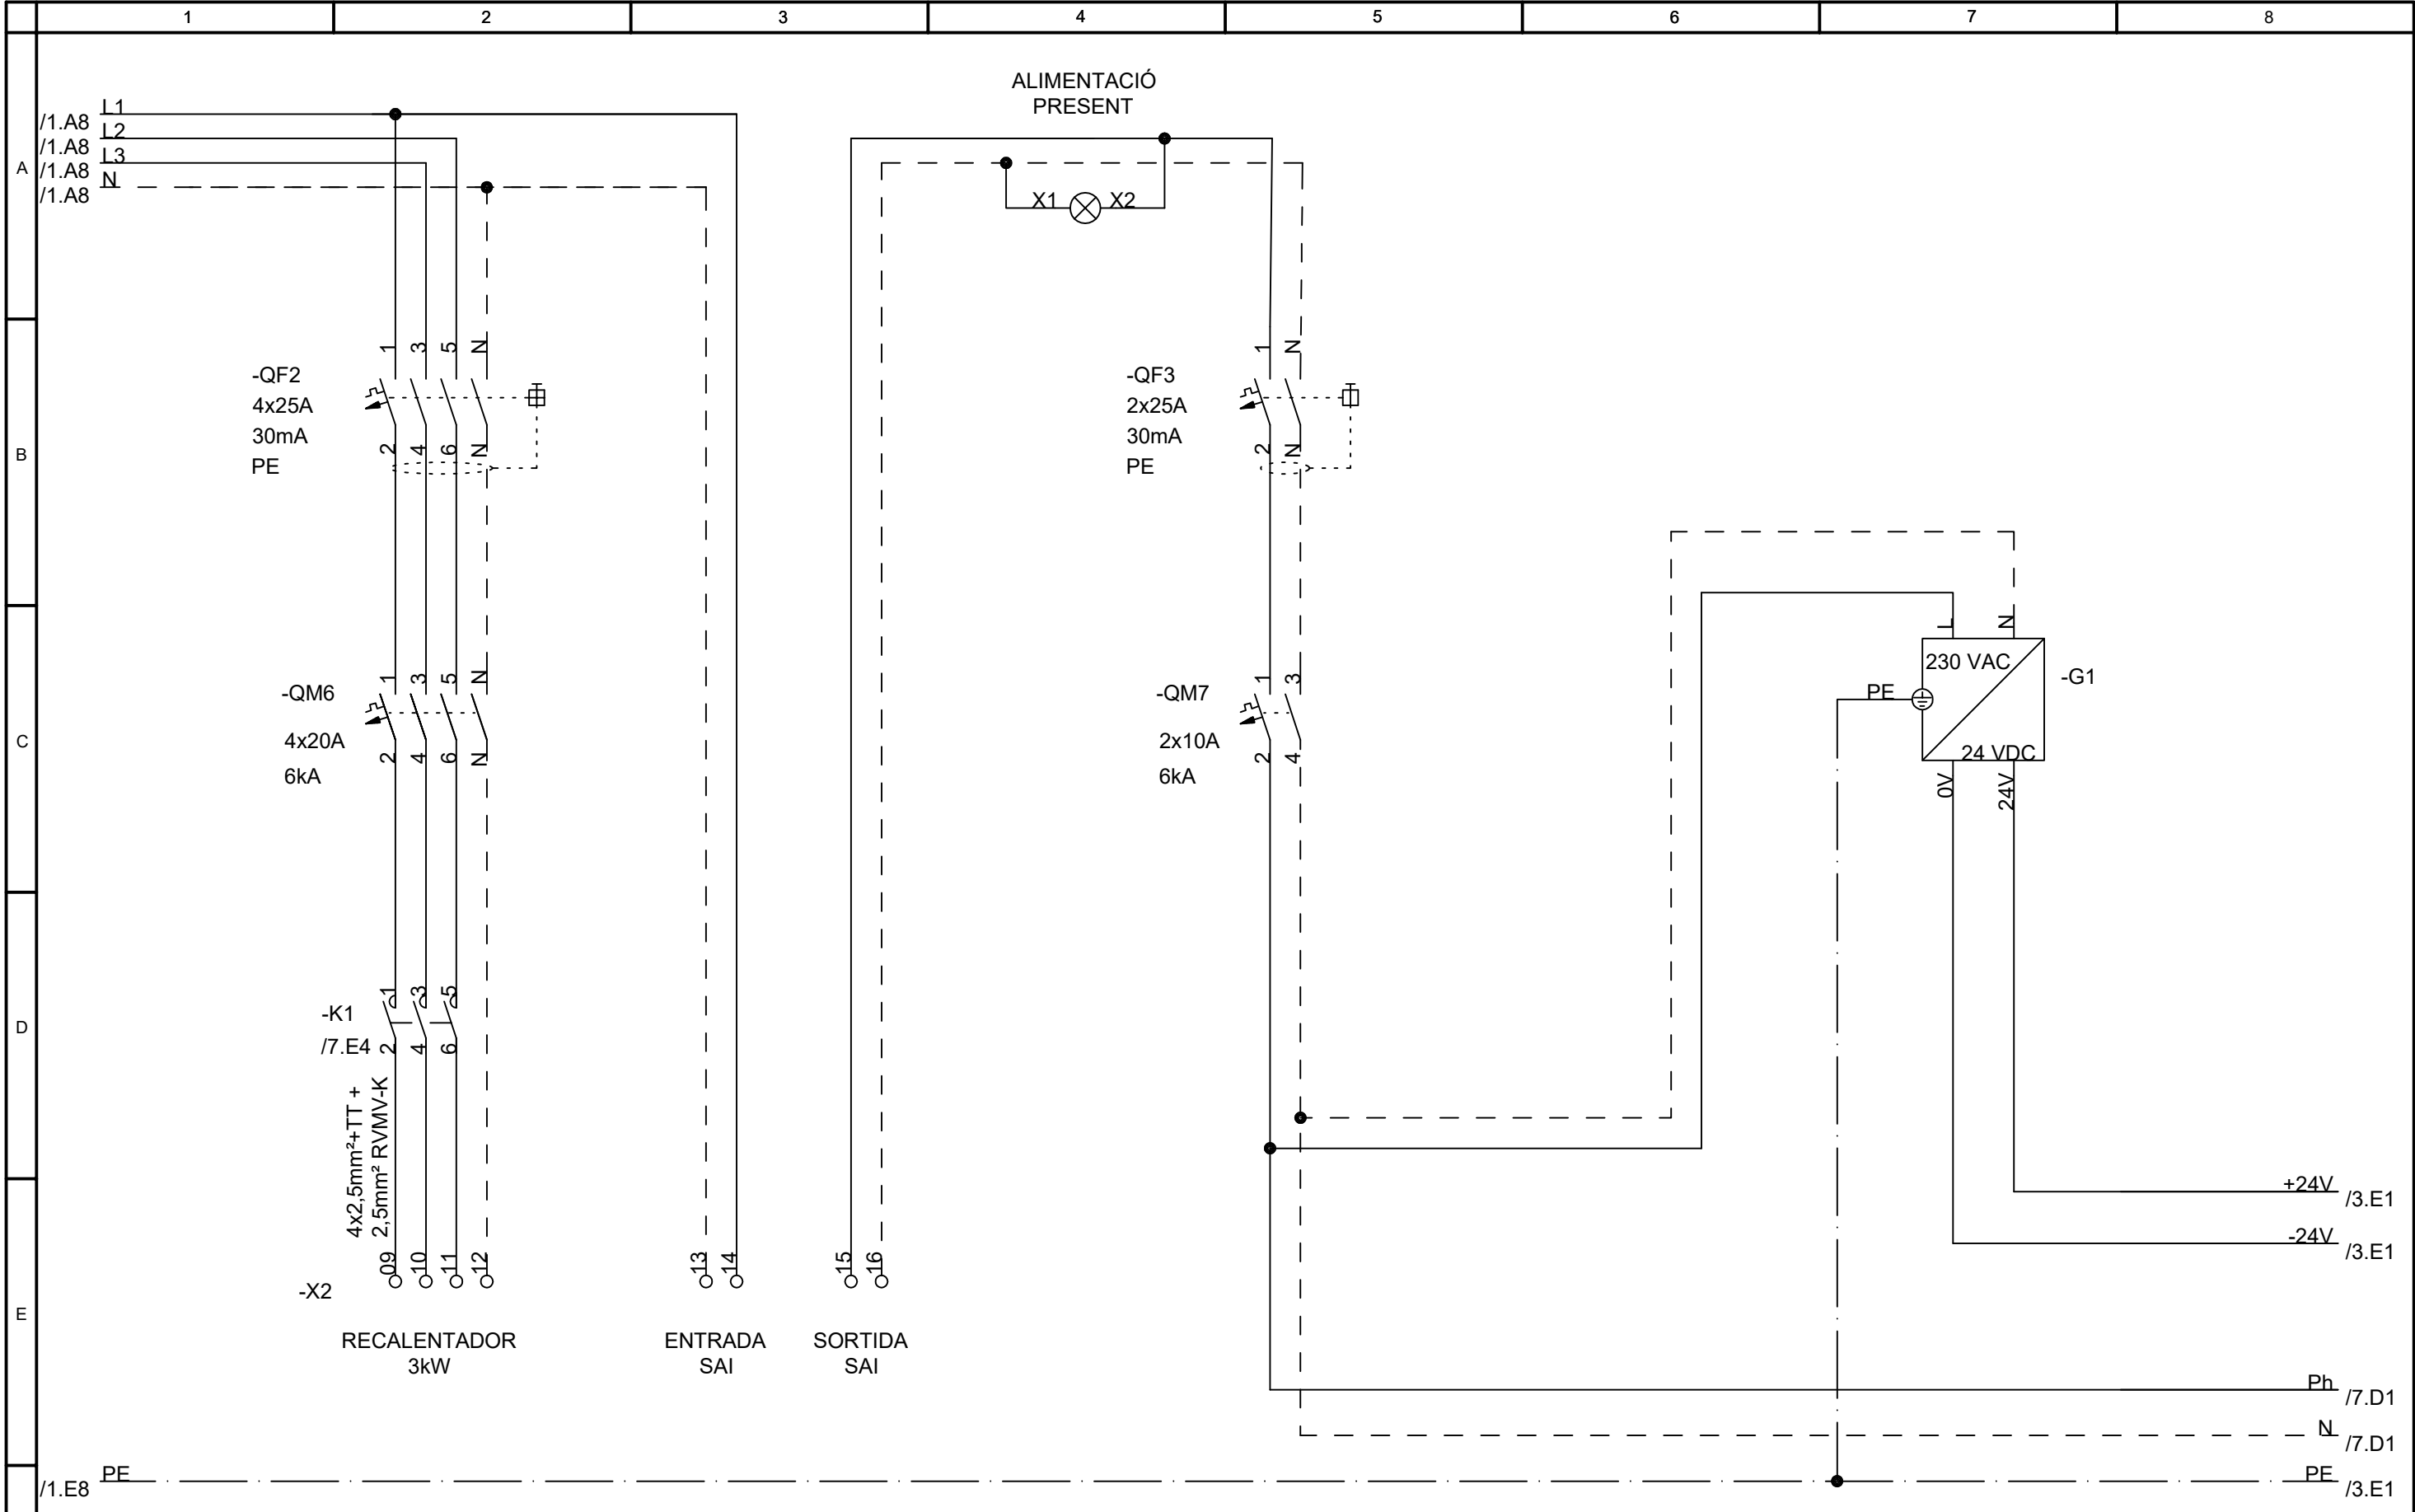 1 2 3 4 5 6 7 8
A
B
C
D
E
L1
/1.A8
L2
/1.A8
L3
/1.A8
N
/1.A8
ALIMENTACIÓ
PRESENT
X1 X2
1 3 5 N
-QF2
4x25A
30mA
PE
2 4 6 N
1 N
-QF3
2x25A
30mA
PE
2 N
1 3 5 N
-QM6
4x20A
6kA
2 4 6 N
1 3
-QM7
2x10A
6kA
2 4
L N
230 VAC
-G1
PE
24 VDC
0V 24V
1 3 5
-K1
/7.E4
2 4 6
4x2,5mm²+TT +
2,5mm² RVMV-K
09 10 11 12
-X2
13 14
15 16
RECALENTADOR
3kW
ENTRADA
SAI
SORTIDA
SAI
+24V
/3.E1
-24V
/3.E1
Ph
/7.D1
N
/7.D1
PE
/1.E8
PE
/3.E1